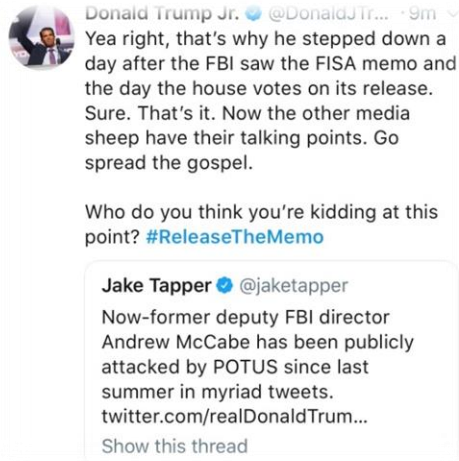 Donald Trump Jr. @DonaldJTr... · 9m
Yea right, that's why he stepped down a
day after the FBI saw the FISA memo and
the day the house votes on its release.
Sure. That's it. Now the other media
sheep have their talking points. Go
spread the gospel.
Who do you think you're kidding at this
point? #ReleaseTheMemo
Jake Tapper @jaketapper
Now-former deputy FBI director
Andrew McCabe has been publicly
attacked by POTUS since last
summer in myriad tweets.
twitter.com/realDonaldTrum...
Show this thread